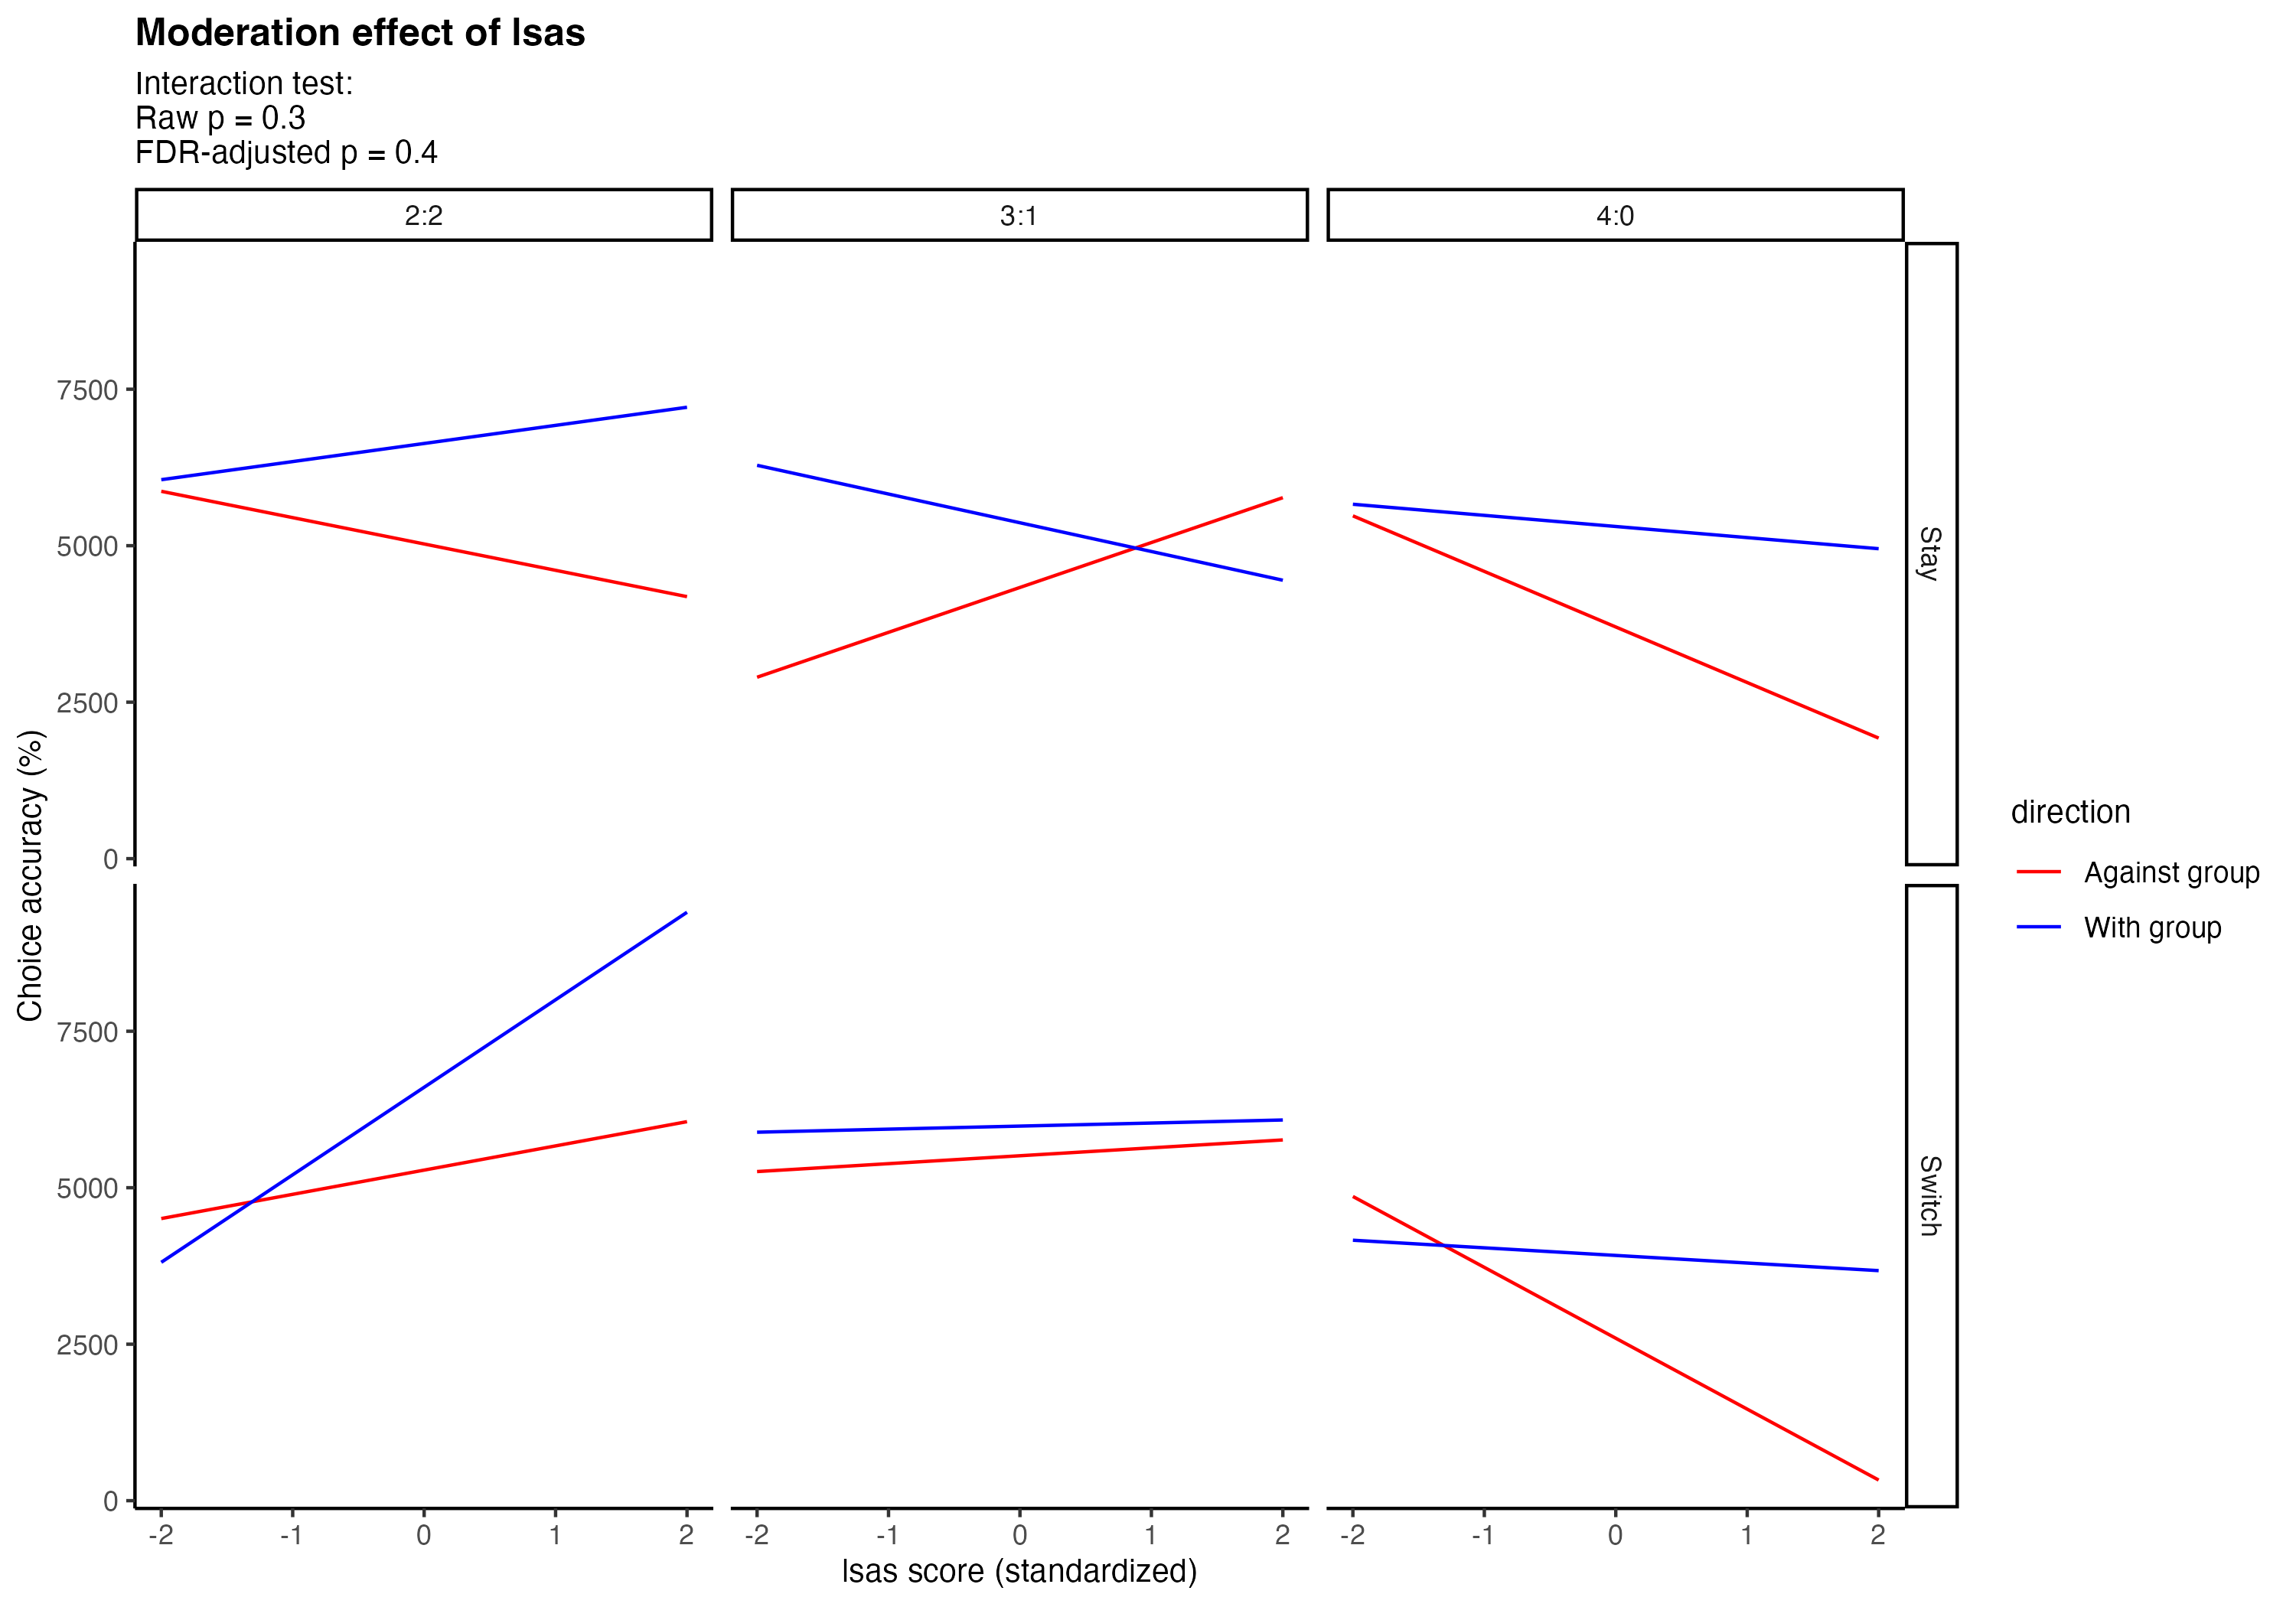 Moderation effect of lsas
Interaction test:
Raw p = 0.3
FDR-adjusted p = 0.4
2:2
3:1
4:0
7500
5000
2500
0
Stay
7500
5000
2500
0
Switch
Choice accuracy (%)
-2
-1
0
1
2
-2
-1
0
1
2
-2
-1
0
1
2
lsas score (standardized)
direction
Against group
With group